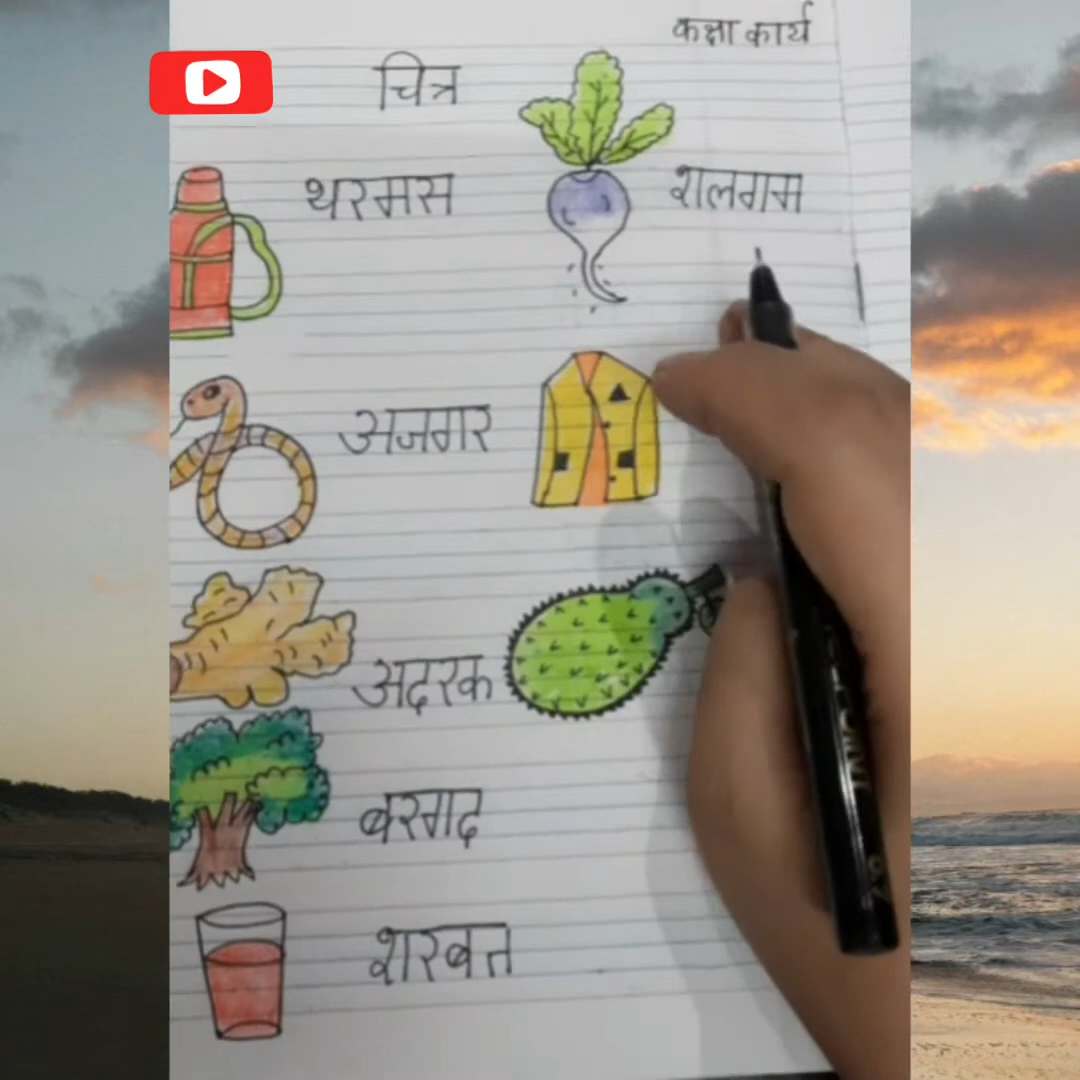 कक्षा कार्य
चित्र
थरमस
शलगम
अजगर
अदरक
बरगद
शरबत